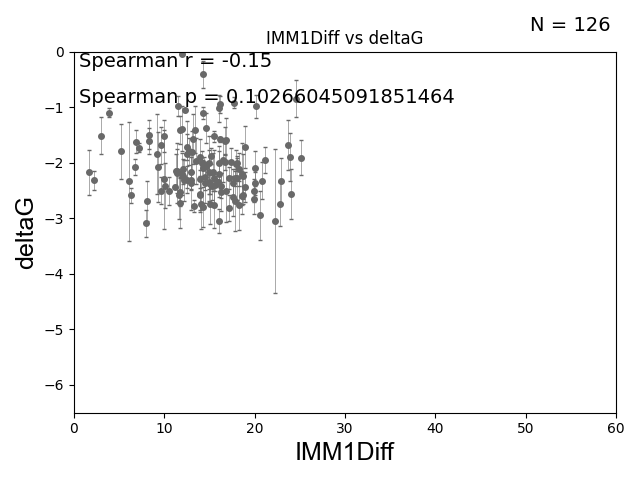 N = 126
IMM1Diff vs deltaG
Spearman r = -0.15
Spearman p = 0.10266045091851464
deltaG
0
−1
−2
−3
−4
−5
−6
0 10 20 30 40 50 60
IMM1Diff